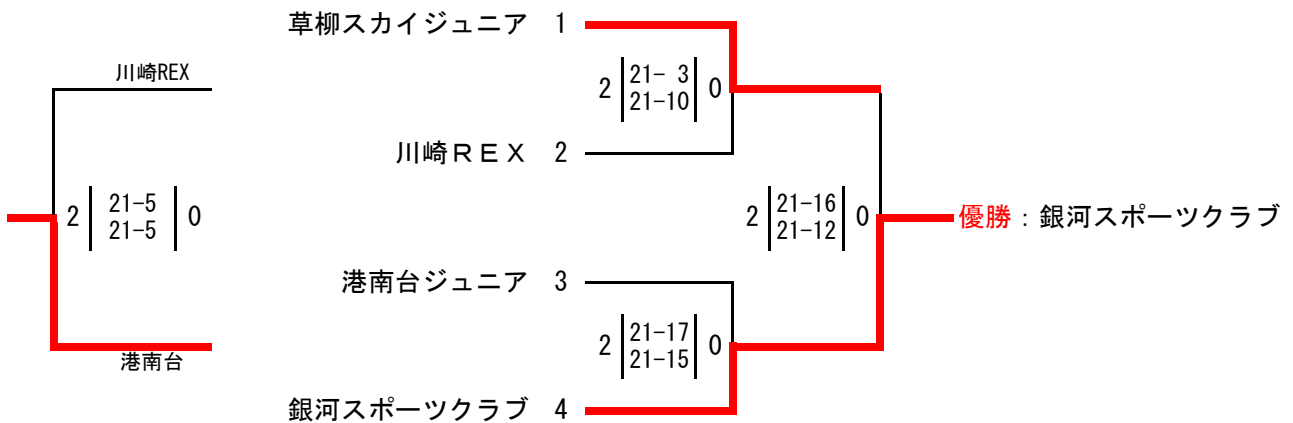 草柳スカイジュニア 1
川崎REX
2 21- 3 0
21-10
川崎ＲＥＸ 2
2 21-5 0
21-5
2 21-16 0
21-12
優勝：銀河スポーツクラブ
港南台ジュニア 3
2 21-17 0
21-15
港南台
銀河スポーツクラブ 4